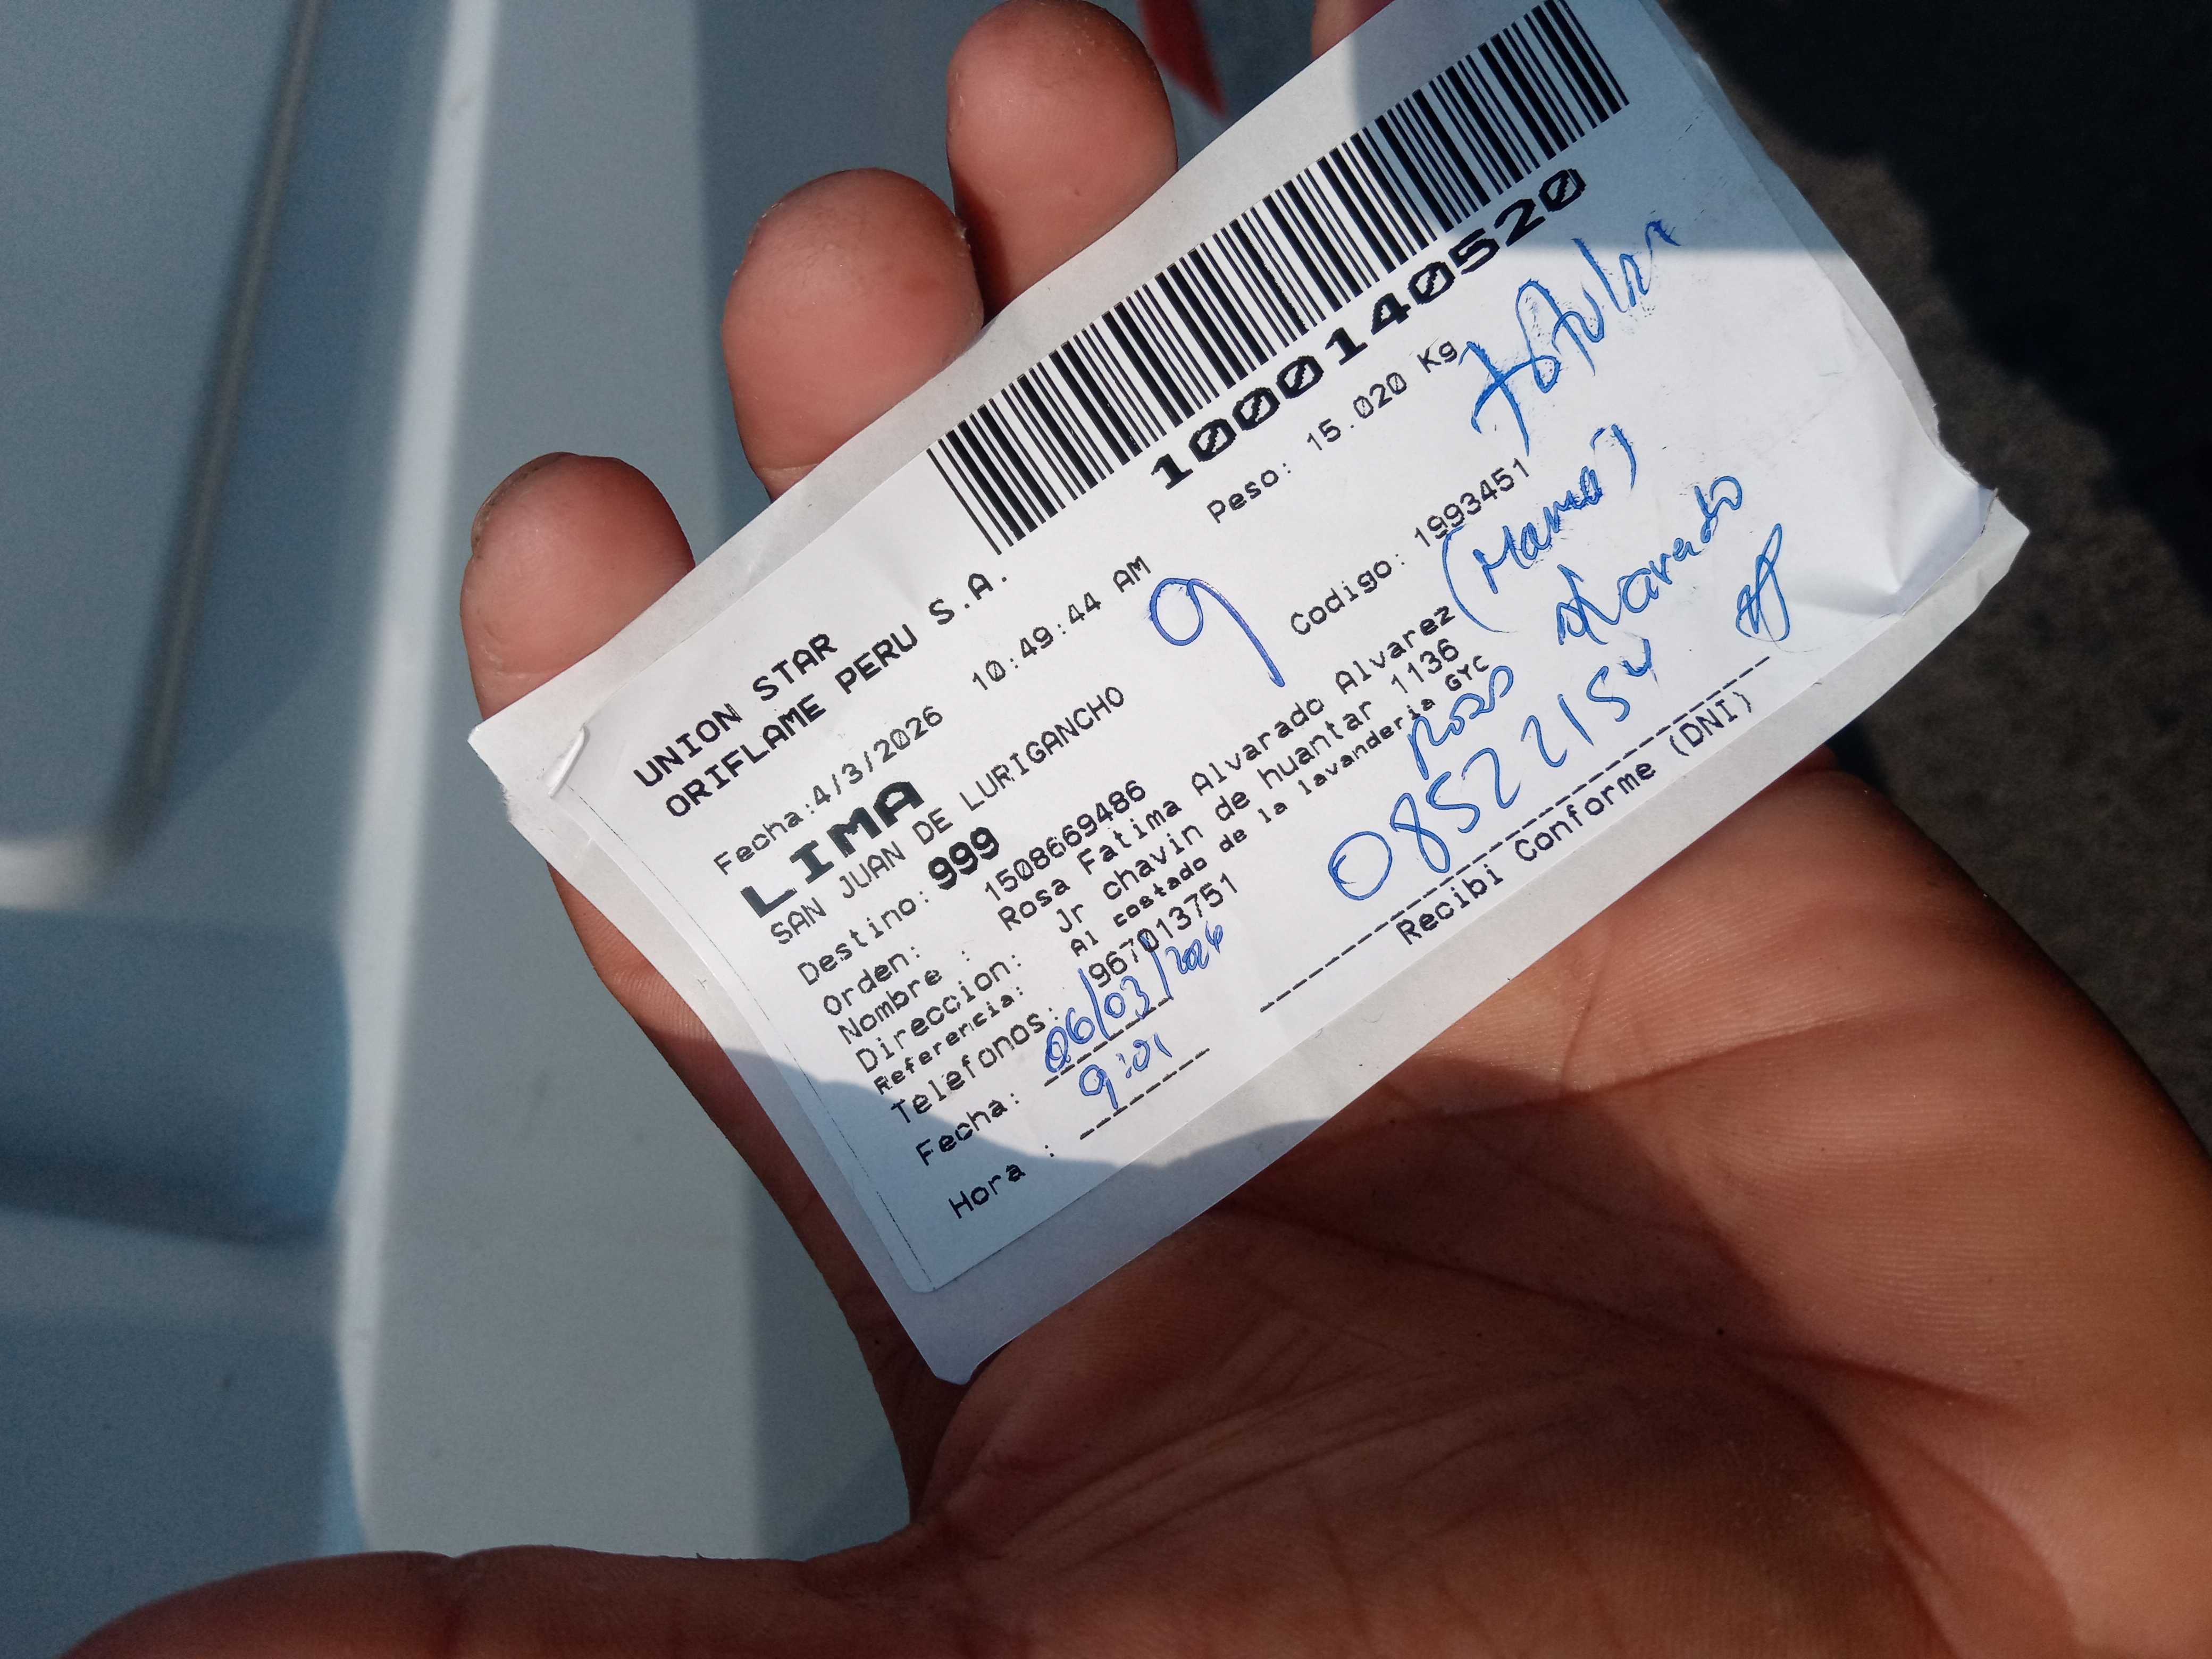 10000140520
UNION STAR
ORIFLAME PERU S.A.
Peso: 15.020 Kg
Fecha:4/3/2026 10:49:44 AM
LIMA
SAN JUAN DE LURIGANCHO
9
Destino: 999
Codigo: 1993451
Orden: 1508669486
Nombre : Rosa Fatima Alvarado Alvarez
(Mamá)
Direccion: Jr chavin de huantar 1136
Referencia: Al costado de la lavanderia GYC
Telefonos: 967013751
Rosa Alvarado
08522154
Fecha: 06/03/2026
Hora : 9:01
Recibi Conforme (DNI)